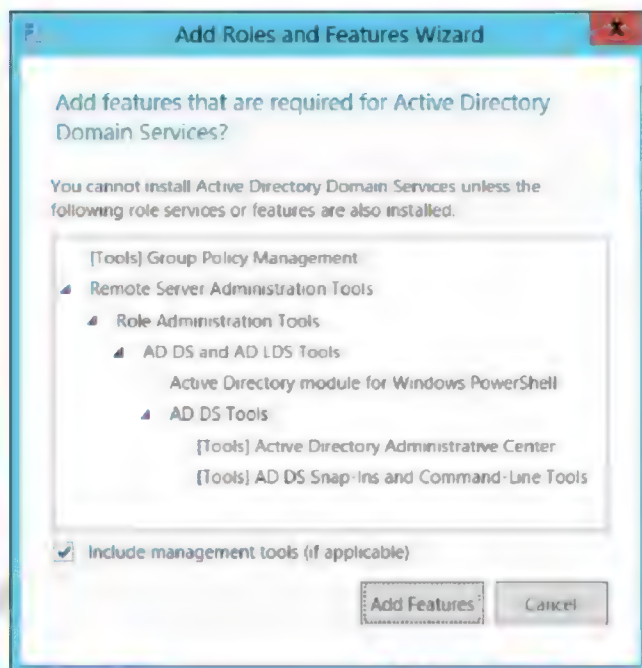 Add Roles and Features Wizard
Add features that are required for Active Directory
Domain Services?
You cannot install Active Directory Domain Services unless the
following role services or features are also installed.
[Tools] Group Policy Management
Remote Server Administration Tools
Role Administration Tools
AD DS and AD LDS Tools
Active Directory module for Windows PowerShell
AD DS Tools
[Tools] Active Directory Administrative Center
[Tools] AD DS Snap-Ins and Command-Line Tools
Include management tools (if applicable)
Add Features Cancel